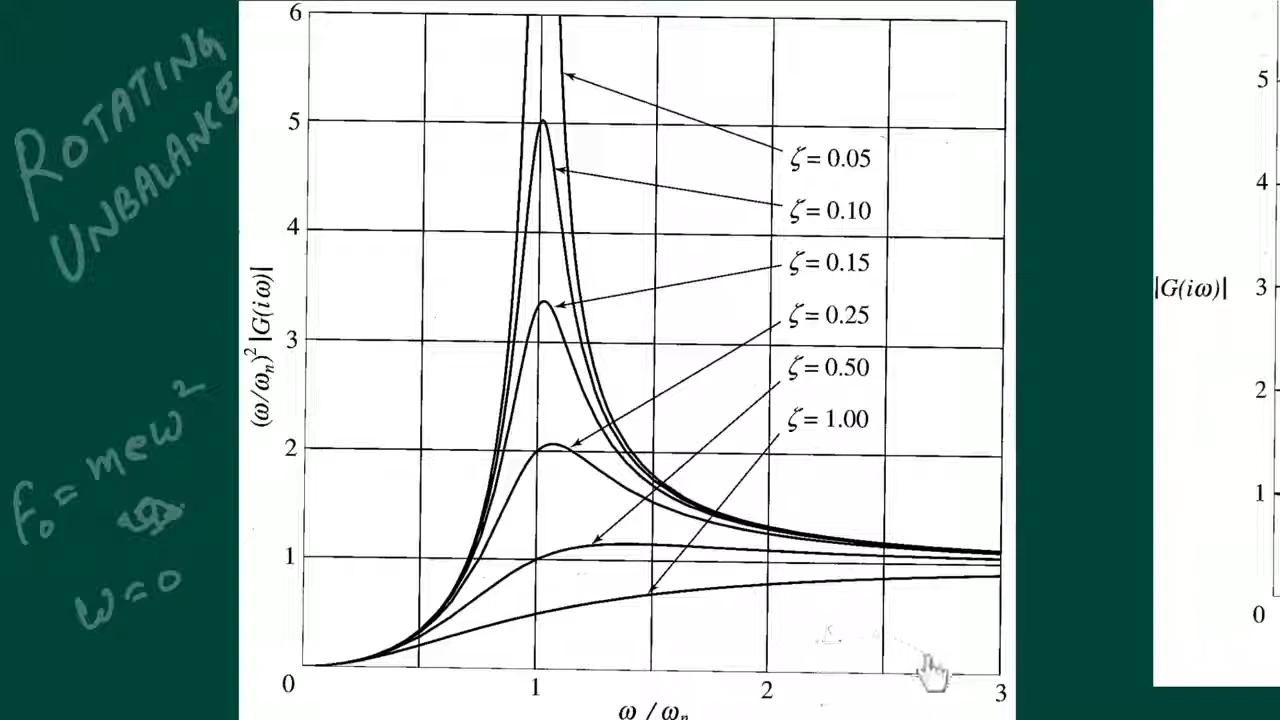 ROTATING
UNBALANCE
F₀ = meω²
ω=0
6
5
4
3
2
1
0
1
2
3
(ω/ωₙ)² |G(iω)|
ω / ωₙ
ζ = 0.05
ζ = 0.10
ζ = 0.15
ζ = 0.25
ζ = 0.50
ζ = 1.00
|G(iω)|
5
4
3
2
1
0